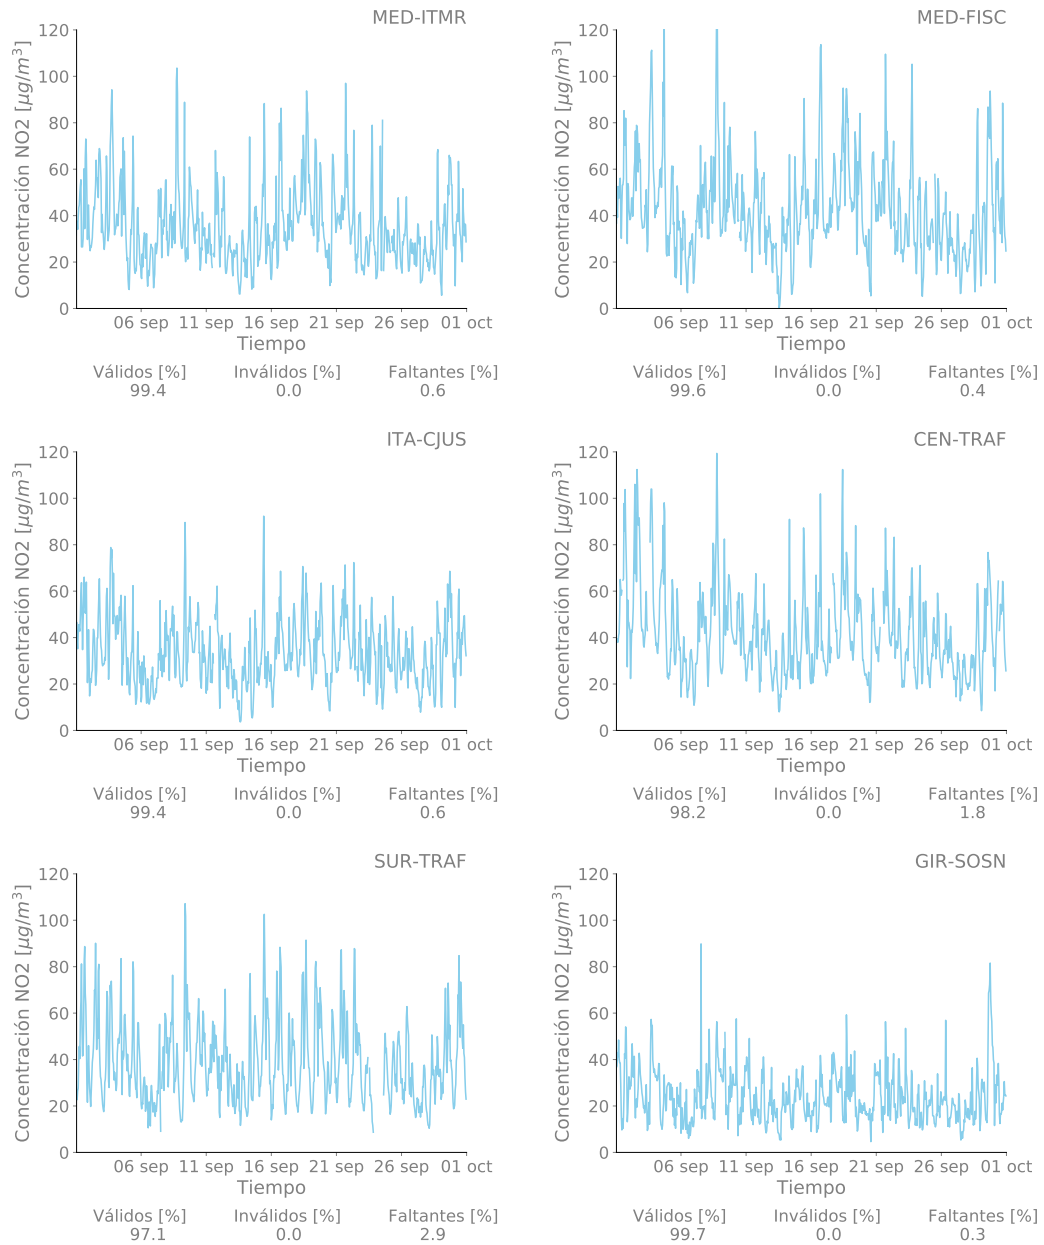 MED-ITMR
Concentración NO2 [μg/m³]
120
100
80
60
40
20
0
06 sep 11 sep 16 sep 21 sep 26 sep 01 oct
Tiempo
Válidos [%] Inválidos [%] Faltantes [%]
99.4 0.0 0.6
MED-FISC
Concentración NO2 [μg/m³]
120
100
80
60
40
20
0
06 sep 11 sep 16 sep 21 sep 26 sep 01 oct
Tiempo
Válidos [%] Inválidos [%] Faltantes [%]
99.6 0.0 0.4
ITA-CJUS
Concentración NO2 [μg/m³]
120
100
80
60
40
20
0
06 sep 11 sep 16 sep 21 sep 26 sep 01 oct
Tiempo
Válidos [%] Inválidos [%] Faltantes [%]
99.4 0.0 0.6
CEN-TRAF
Concentración NO2 [μg/m³]
120
100
80
60
40
20
0
06 sep 11 sep 16 sep 21 sep 26 sep 01 oct
Tiempo
Válidos [%] Inválidos [%] Faltantes [%]
98.2 0.0 1.8
SUR-TRAF
Concentración NO2 [μg/m³]
120
100
80
60
40
20
0
06 sep 11 sep 16 sep 21 sep 26 sep 01 oct
Tiempo
Válidos [%] Inválidos [%] Faltantes [%]
97.1 0.0 2.9
GIR-SOSN
Concentración NO2 [μg/m³]
120
100
80
60
40
20
0
06 sep 11 sep 16 sep 21 sep 26 sep 01 oct
Tiempo
Válidos [%] Inválidos [%] Faltantes [%]
99.7 0.0 0.3